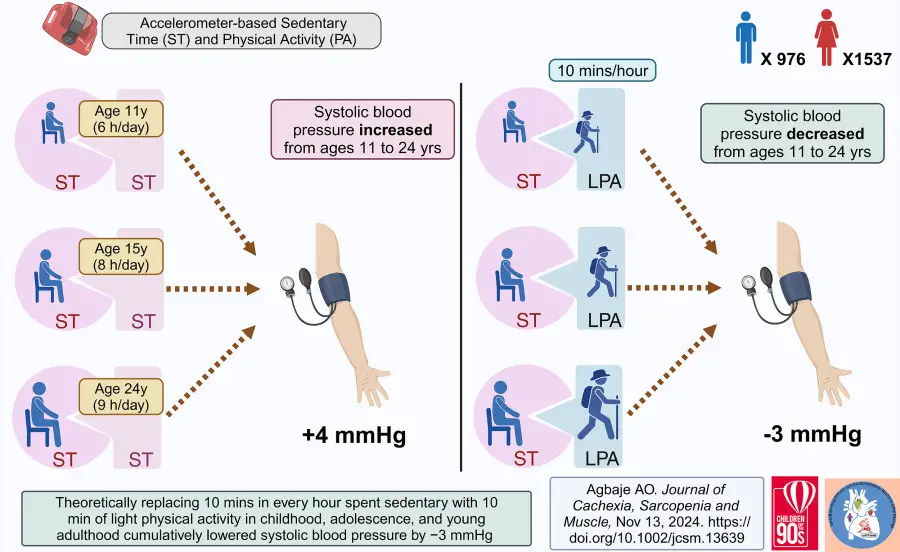 Accelerometer-based Sedentary
Time (ST) and Physical Activity (PA)
X 976
X1537
Age 11y
(6 h/day)
ST
ST
Systolic blood
pressure increased
from ages 11 to 24 yrs
Age 15y
(8 h/day)
ST
ST
Age 24y
(9 h/day)
ST
ST
+4 mmHg
10 mins/hour
ST
LPA
Systolic blood
pressure decreased
from ages 11 to 24 yrs
ST
LPA
ST
LPA
-3 mmHg
Theoretically replacing 10 mins in every hour spent sedentary with 10
min of light physical activity in childhood, adolescence, and young
adulthood cumulatively lowered systolic blood pressure by −3 mmHg
Agbaje AO. Journal of
Cachexia, Sarcopenia and
Muscle, Nov 13, 2024. https://
doi.org/10.1002/jcsm.13639
CHILDREN
OF THE
90s